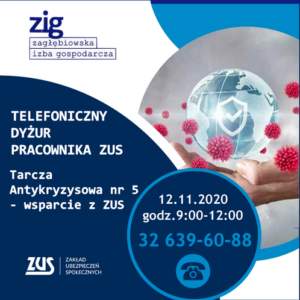 zig
zagłębiowska
izba gospodarcza
TELEFONICZNY
DYŻUR
PRACOWNIKA ZUS
Tarcza
Antykryzysowa nr 5
- wsparcie z ZUS
12.11.2020
godz.9:00-12:00
32 639-60-88
ZUS
ZAKŁAD
UBEZPIECZEŃ
SPOŁECZNYCH